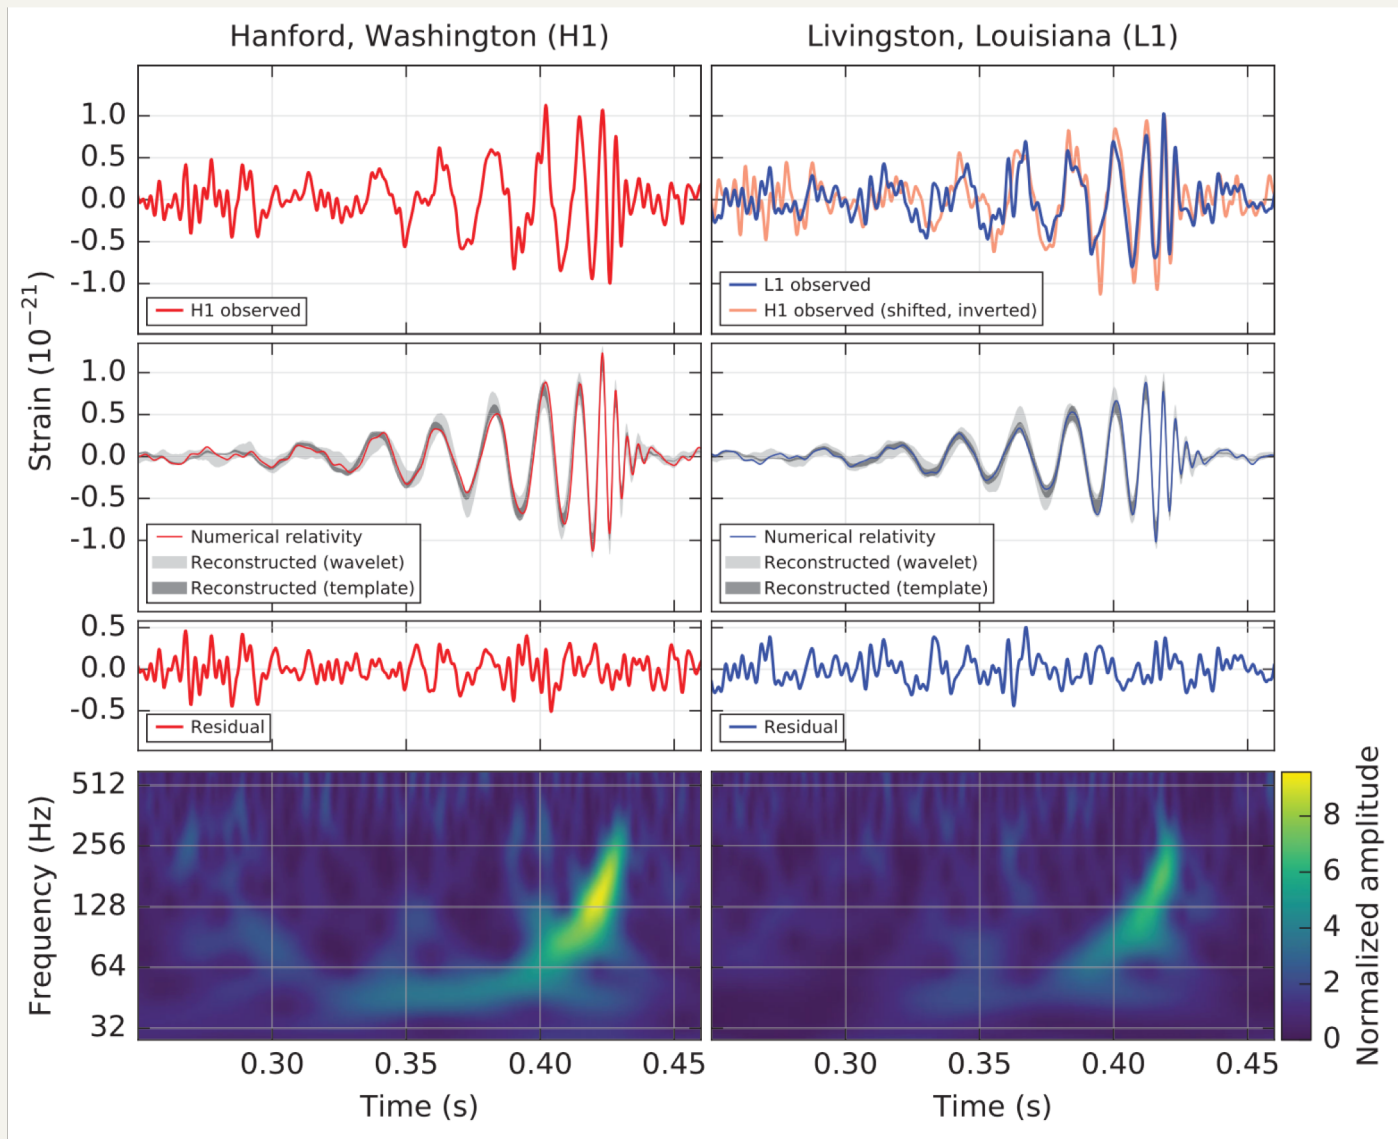 Hanford, Washington (H1)
Livingston, Louisiana (L1)
Strain (10⁻²¹)
1.0
0.5
0.0
-0.5
-1.0
H1 observed
L1 observed
H1 observed (shifted, inverted)
1.0
0.5
0.0
-0.5
-1.0
Numerical relativity
Reconstructed (wavelet)
Reconstructed (template)
Numerical relativity
Reconstructed (wavelet)
Reconstructed (template)
0.5
0.0
-0.5
Residual
Residual
Frequency (Hz)
512
256
128
64
32
Normalized amplitude
8
6
4
2
0
0.30 0.35 0.40 0.45
0.30 0.35 0.40 0.45
Time (s)
Time (s)